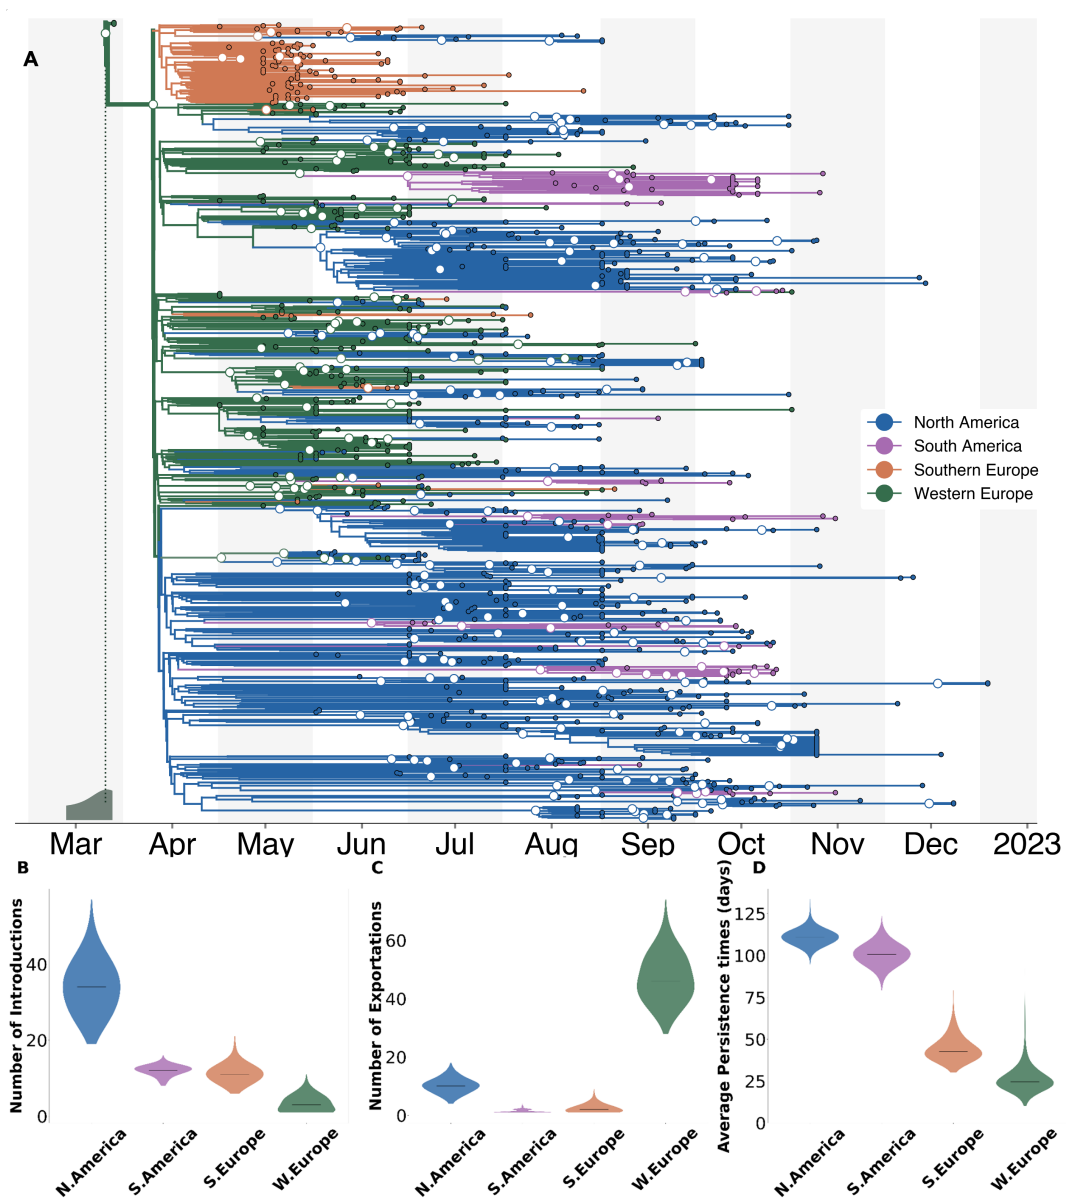 A
North America
South America
Southern Europe
Western Europe
Mar Apr May Jun Jul Aug Sep Oct Nov Dec 2023
B
Number of Introductions
40
20
0
N.America
S.America
S.Europe
W.Europe
C
Number of Exportations
60
40
20
0
N.America
S.America
S.Europe
W.Europe
D
Average Persistence times (days)
125
100
75
50
25
0
N.America
S.America
S.Europe
W.Europe